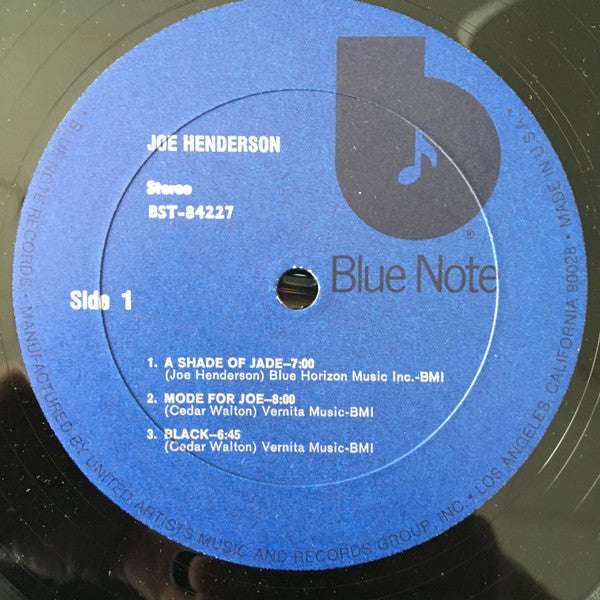 JOE HENDERSON
Stereo
BST-84227
®
Blue Note
Side 1
1. A SHADE OF JADE–7:00
(Joe Henderson) Blue Horizon Music Inc.-BMI
2. MODE FOR JOE–8:00
(Cedar Walton) Vernita Music-BMI
3. BLACK–6:45
(Cedar Walton) Vernita Music-BMI
• BLUE NOTE RECORDS • MANUFACTURED BY UNITED ARTISTS MUSIC AND RECORDS GROUP, INC. • LOS ANGELES, CALIFORNIA 90028 • MADE IN U.S.A. •